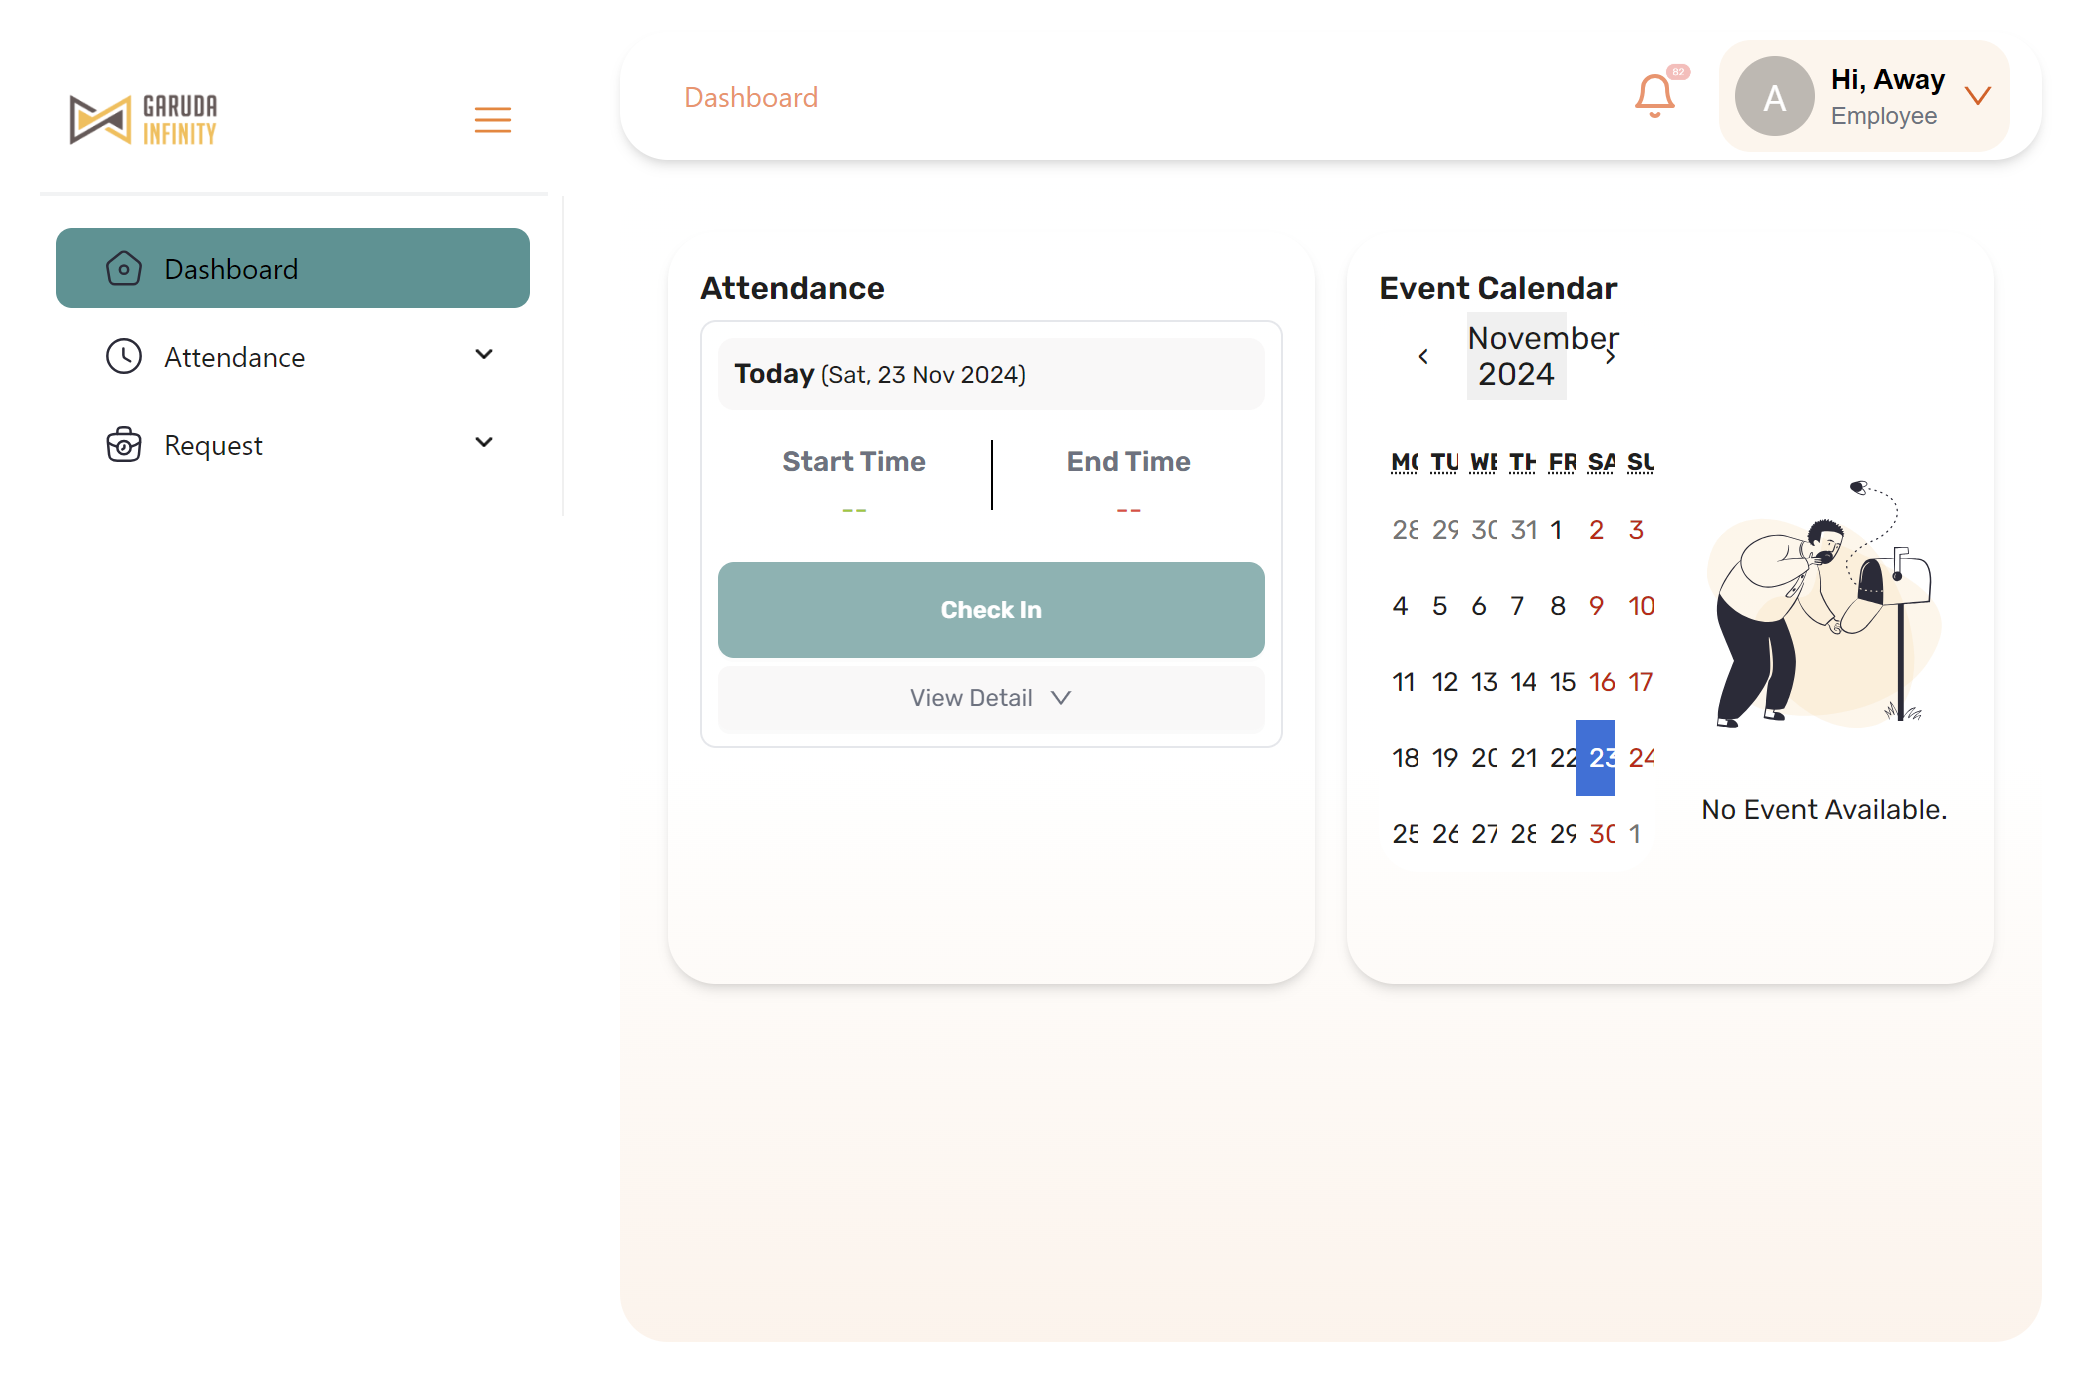 GARUDA
INFINITY
Dashboard
82
A
Hi, Away
Employee
Dashboard
Attendance
Request
Attendance
Today (Sat, 23 Nov 2024)
Start Time
End Time
--
--
Check In
View Detail
Event Calendar
November
2024
MO TU WE TH FR SA SU
28 29 30 31 1 2 3
4 5 6 7 8 9 10
11 12 13 14 15 16 17
18 19 20 21 22 23 24
25 26 27 28 29 30 1
No Event Available.